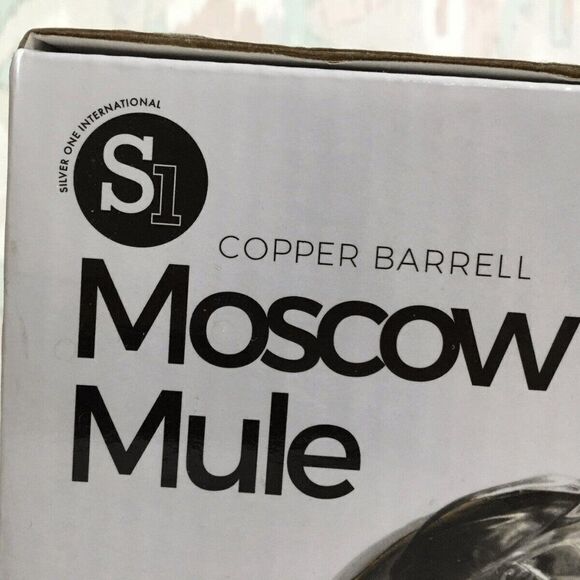 SILVER ONE INTERNATIONAL
S1
COPPER BARRELL
Moscow
Mule